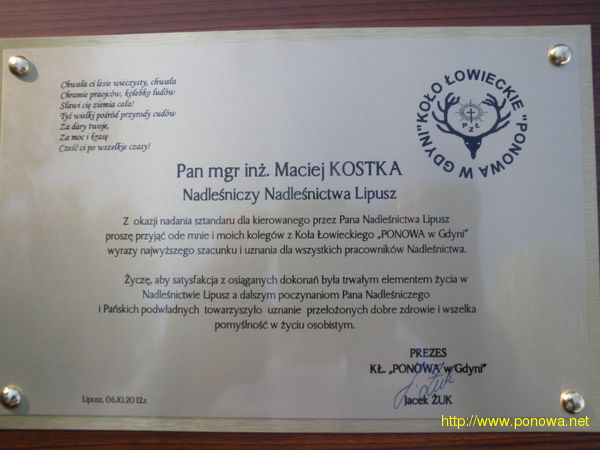 Chwała ci lesie wieczysty, chwała
Chramie praojców, kolebko ludów
Sławi cię ziemia cała!
Tyś wielki pośród przyrody cudów
Za dary twoje,
Za moc i krasę
Cześć ci po wszelkie czasy!
KOŁO ŁOWIECKIE "PONOWA W GDYNI"
PZŁ
Pan mgr inż. Maciej KOSTKA
Nadleśniczy Nadleśnictwa Lipusz
Z okazji nadania sztandaru dla kierowanego przez Pana Nadleśnictwa Lipusz
proszę przyjąć ode mnie i moich kolegów z Koła Łowieckiego „PONOWA w Gdyni”
wyrazy najwyższego szacunku i uznania dla wszystkich pracowników Nadleśnictwa.
Życzę, aby satysfakcja z osiąganych dokonań była trwałym elementem życia w
Nadleśnictwie Lipusz a dalszym poczynaniom Pana Nadleśniczego
i Pańskich podwładnych towarzyszyło uznanie przełożonych dobre zdrowie i wszelka
pomyślność w życiu osobistym.
PREZES
KŁ. „PONOWA w Gdyni”
Jacek ŻUK
Lipusz, 06.10.2012r.
http://www.ponowa.net